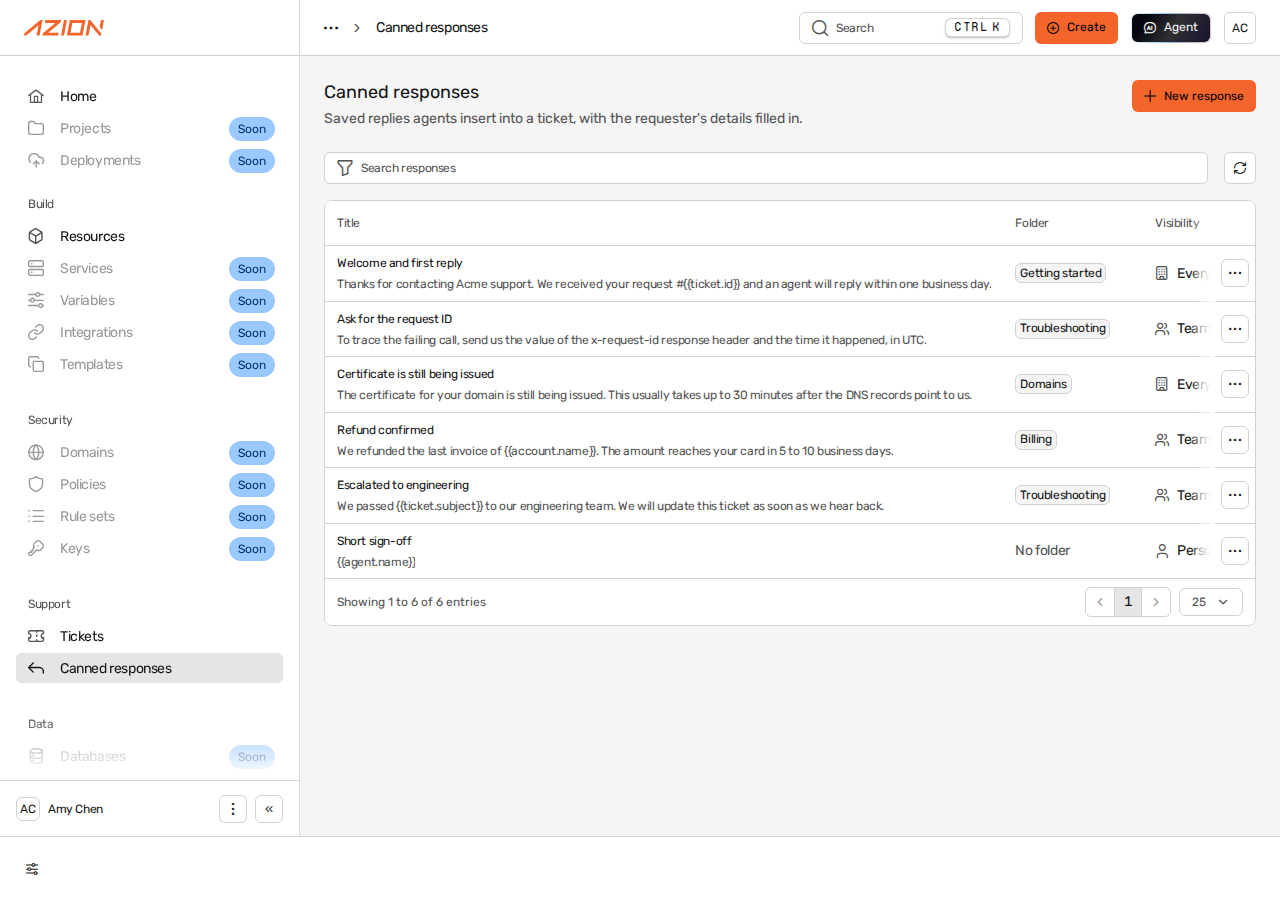 AZION
Canned responses
Search
CTRL K
Create
Agent
AC
Home
Projects
Soon
Deployments
Soon
Build
Resources
Services
Soon
Variables
Soon
Integrations
Soon
Templates
Soon
Security
Domains
Soon
Policies
Soon
Rule sets
Soon
Keys
Soon
Support
Tickets
Canned responses
Data
Databases
Soon
AC
Amy Chen
Canned responses
Saved replies agents insert into a ticket, with the requester's details filled in.
New response
Search responses
Title
Folder
Visibility
Welcome and first reply
Thanks for contacting Acme support. We received your request #{{ticket.id}} and an agent will reply within one business day.
Getting started
Every
Ask for the request ID
To trace the failing call, send us the value of the x-request-id response header and the time it happened, in UTC.
Troubleshooting
Team
Certificate is still being issued
The certificate for your domain is still being issued. This usually takes up to 30 minutes after the DNS records point to us.
Domains
Every
Refund confirmed
We refunded the last invoice of {{account.name}}. The amount reaches your card in 5 to 10 business days.
Billing
Team
Escalated to engineering
We passed {{ticket.subject}} to our engineering team. We will update this ticket as soon as we hear back.
Troubleshooting
Team
Short sign-off
{{agent.name}}
No folder
Perso
Showing 1 to 6 of 6 entries
1
25